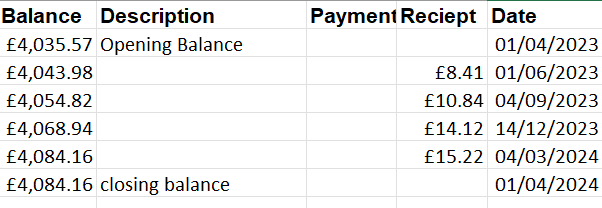 Balance Description Payment Reciept Date
£4,035.57 Opening Balance 01/04/2023
£4,043.98 £8.41 01/06/2023
£4,054.82 £10.84 04/09/2023
£4,068.94 £14.12 14/12/2023
£4,084.16 £15.22 04/03/2024
£4,084.16 closing balance 01/04/2024